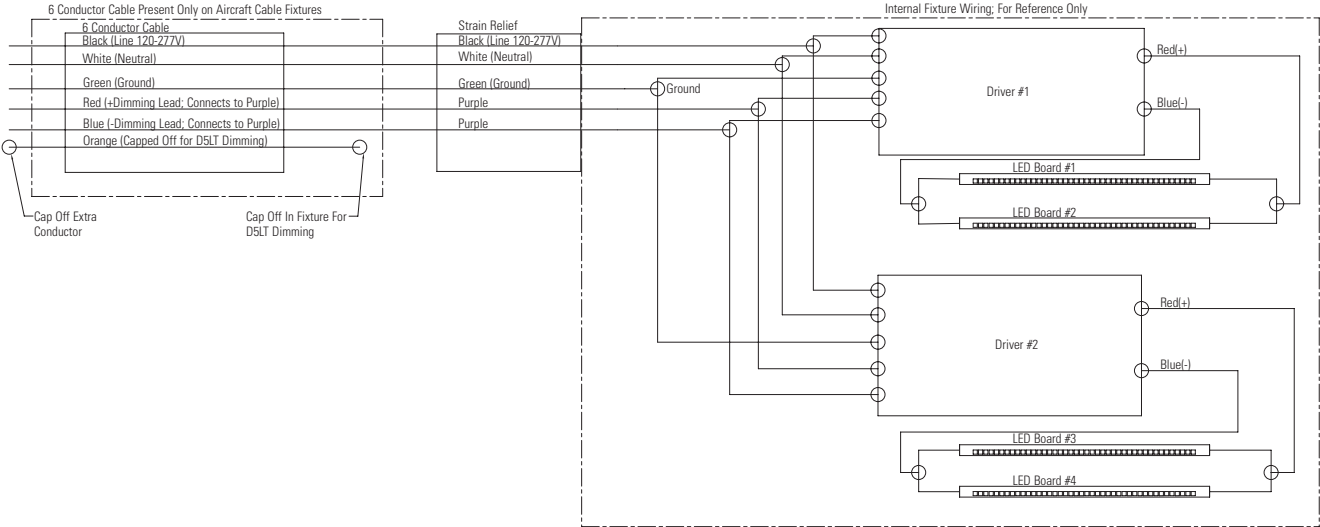 6 Conductor Cable Present Only on Aircraft Cable Fixtures
6 Conductor Cable
Black (Line 120-277V)
White (Neutral)
Green (Ground)
Red (+Dimming Lead; Connects to Purple)
Blue (-Dimming Lead; Connects to Purple)
Orange (Capped Off for D5LT Dimming)
Cap Off Extra
Conductor
Cap Off In Fixture For
D5LT Dimming
Strain Relief
Black (Line 120-277V)
White (Neutral)
Green (Ground)
Purple
Purple
Internal Fixture Wiring; For Reference Only
Ground
Driver #1
Red(+)
Blue(-)
LED Board #1
LED Board #2
Driver #2
Red(+)
Blue(-)
LED Board #3
LED Board #4